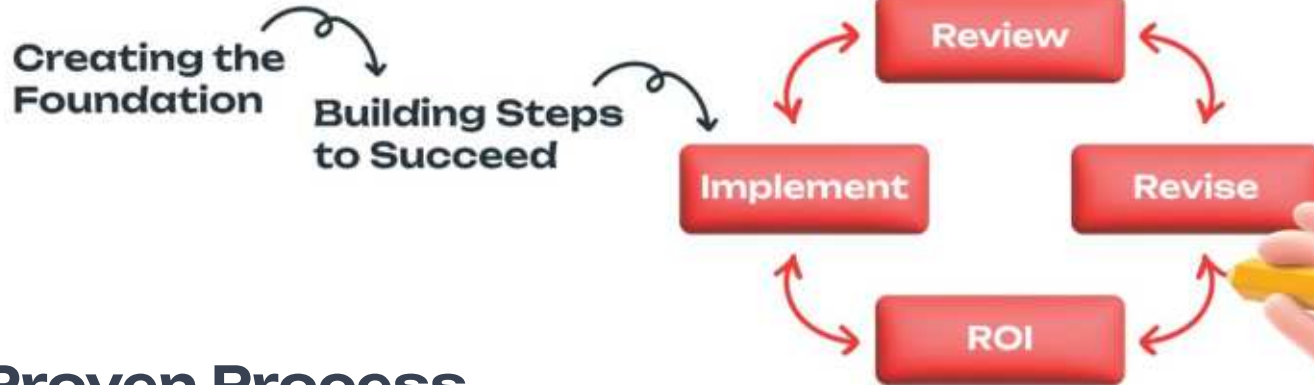 Creating the
Foundation
Building Steps
to Succeed
Review
Implement
Revise
ROI
Proven Process